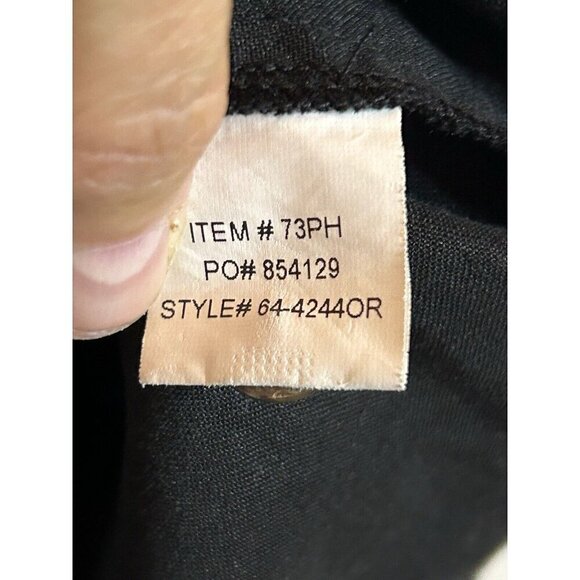 ITEM # 73PH
PO# 854129
STYLE# 64-4244OR